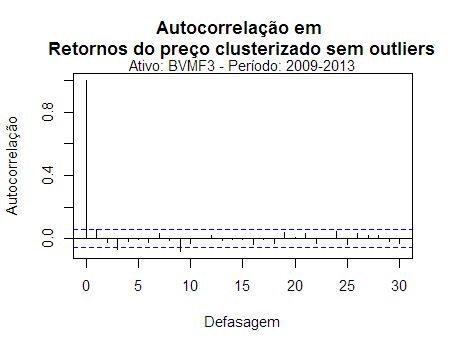 Autocorrelação em
Retornos do preço clusterizado sem outliers
Ativo: BVMF3 - Período: 2009-2013
Autocorrelação
0.8
0.4
0.0
0 5 10 15 20 25 30
Defasagem